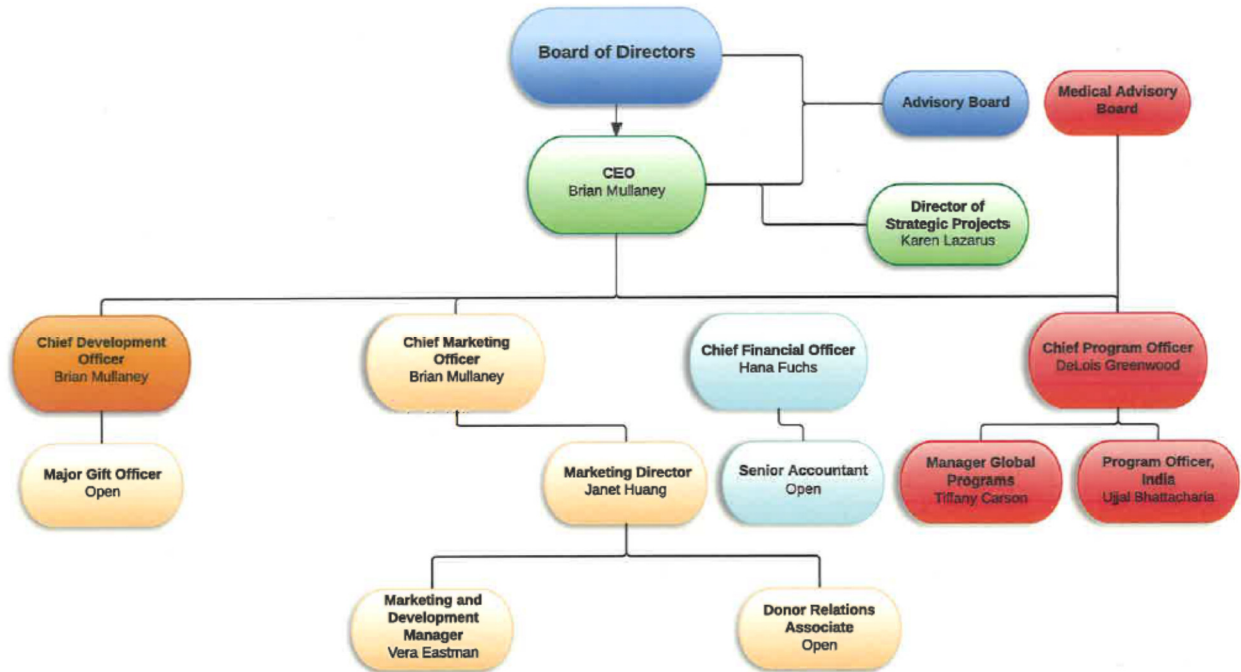 Board of Directors
Advisory Board
Medical Advisory
Board
CEO
Brian Mullaney
Director of
Strategic Projects
Karen Lazarus
Chief Development
Officer
Brian Mullaney
Chief Marketing
Officer
Brian Mullaney
Chief Financial Officer
Hana Fuchs
Chief Program Officer
DeLois Greenwood
Major Gift Officer
Open
Marketing Director
Janet Huang
Senior Accountant
Open
Manager Global
Programs
Tiffany Carson
Program Officer,
India
Ujjal Bhattacharia
Marketing and
Development
Manager
Vera Eastman
Donor Relations
Associate
Open